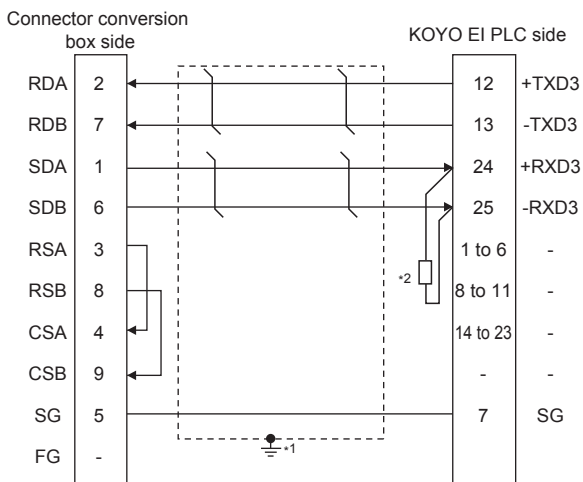 Connector conversion
box side
KOYO EI PLC side
RDA 2 12 +TXD3
RDB 7 13 -TXD3
SDA 1 24 +RXD3
SDB 6 25 -RXD3
RSA 3 1 to 6 -
*2
RSB 8 8 to 11 -
CSA 4 14 to 23 -
CSB 9 - -
SG 5 7 SG
*1
FG -